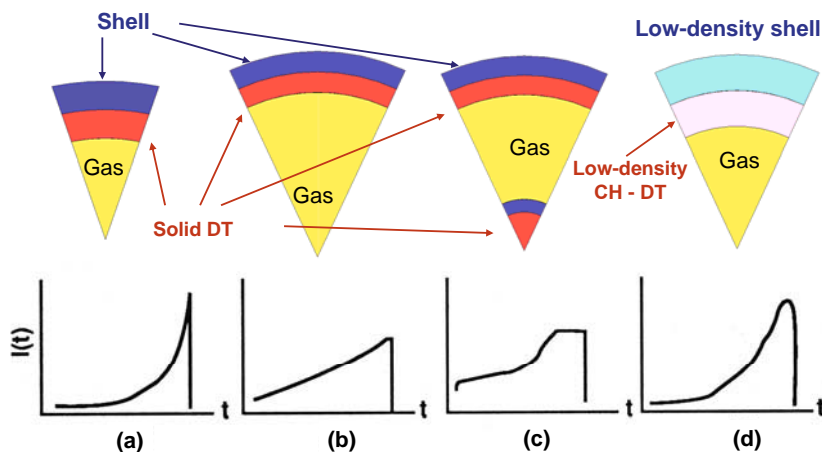 Shell
Low-density shell
Gas
Gas
Gas
Gas
Solid DT
Low-density
CH - DT
I(t)
t
t
t
t
(a)
(b)
(c)
(d)